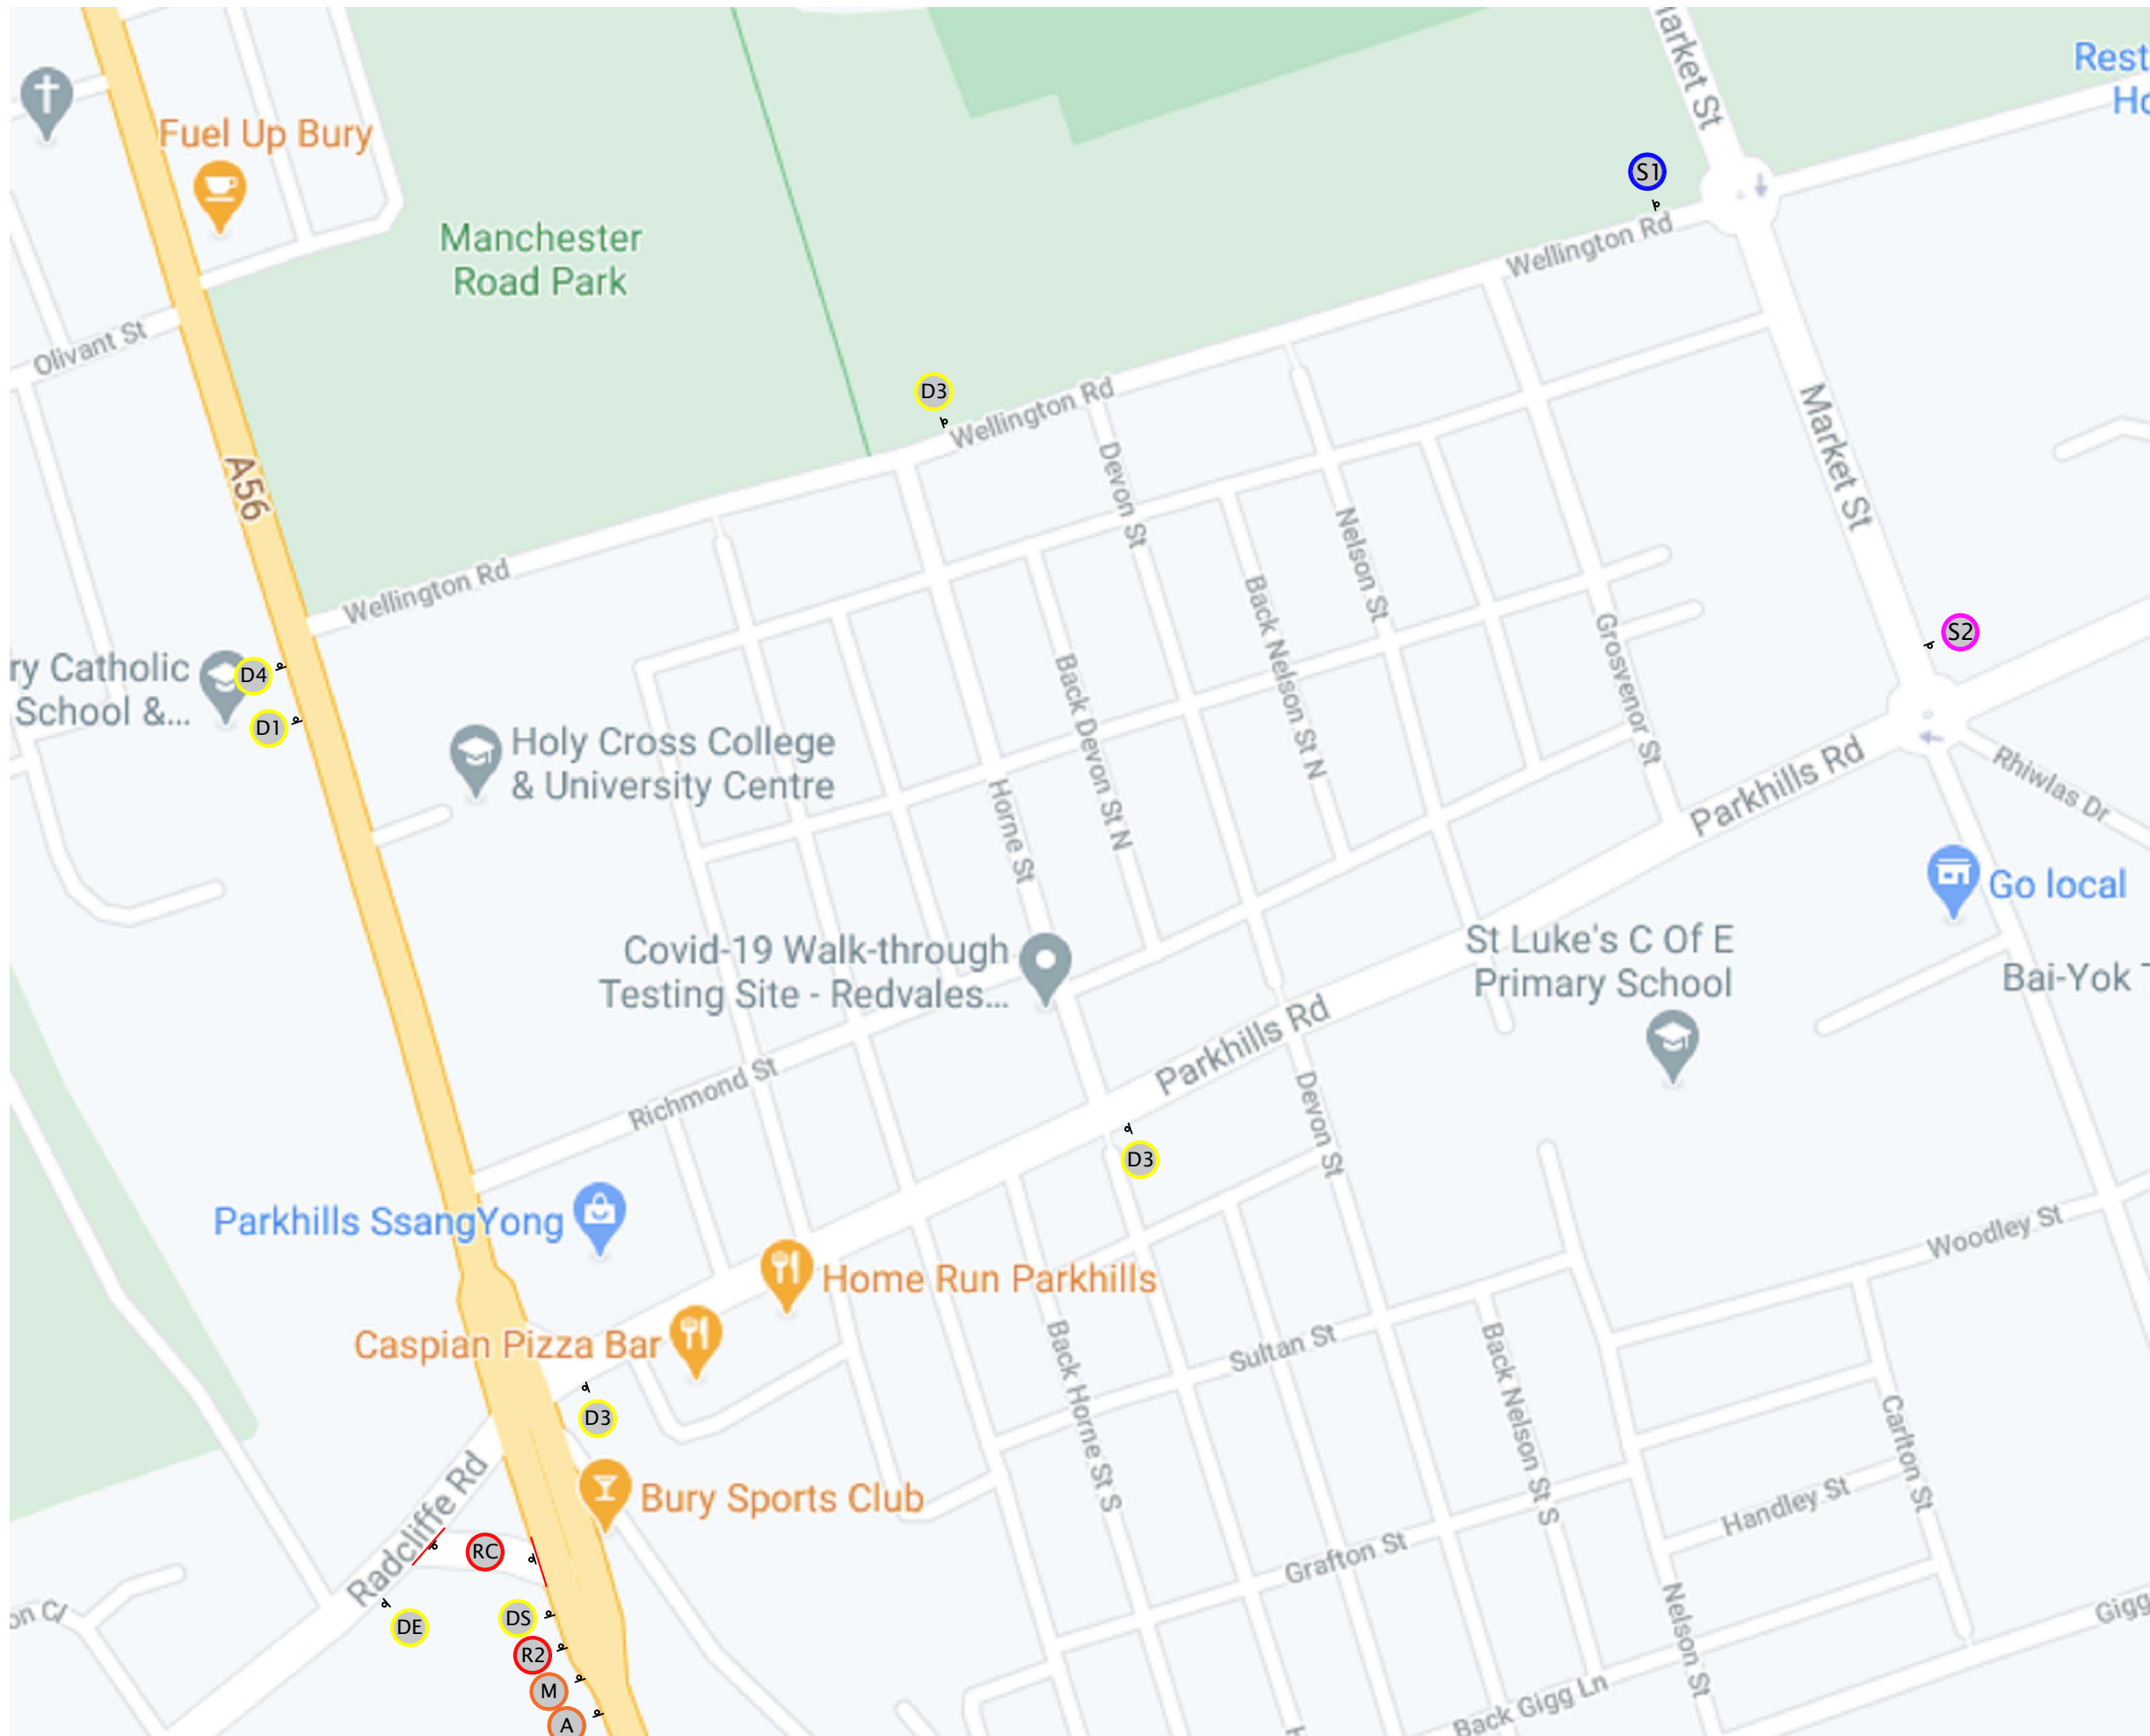 Market St
Rest
Ho
Fuel Up Bury
S1
Manchester
Road Park
Wellington Rd
Olivant St
D3
Wellington Rd
Market St
A56
Devon St
Nelson St
Wellington Rd
Back Nelson St N
Grosvenor St
S2
ry Catholic
School &...
D4
D1
Back Devon St N
Holy Cross College
& University Centre
Parkhills Rd
Rhiwlas Dr
Horne St
Go local
Covid-19 Walk-through
Testing Site - Redvales...
St Luke's C Of E
Primary School
Bai-Yok T
Parkhills Rd
Richmond St
Devon St
D3
Parkhills SsangYong
Woodley St
Home Run Parkhills
Caspian Pizza Bar
Sultan St
Back Horne St S
Back Nelson St S
D3
Carlton St
Bury Sports Club
Radcliffe Rd
Handley St
RC
Grafton St
on Cl
DE
DS
R2
M
A
Nelson St
Gigg
Back Gigg Ln
H